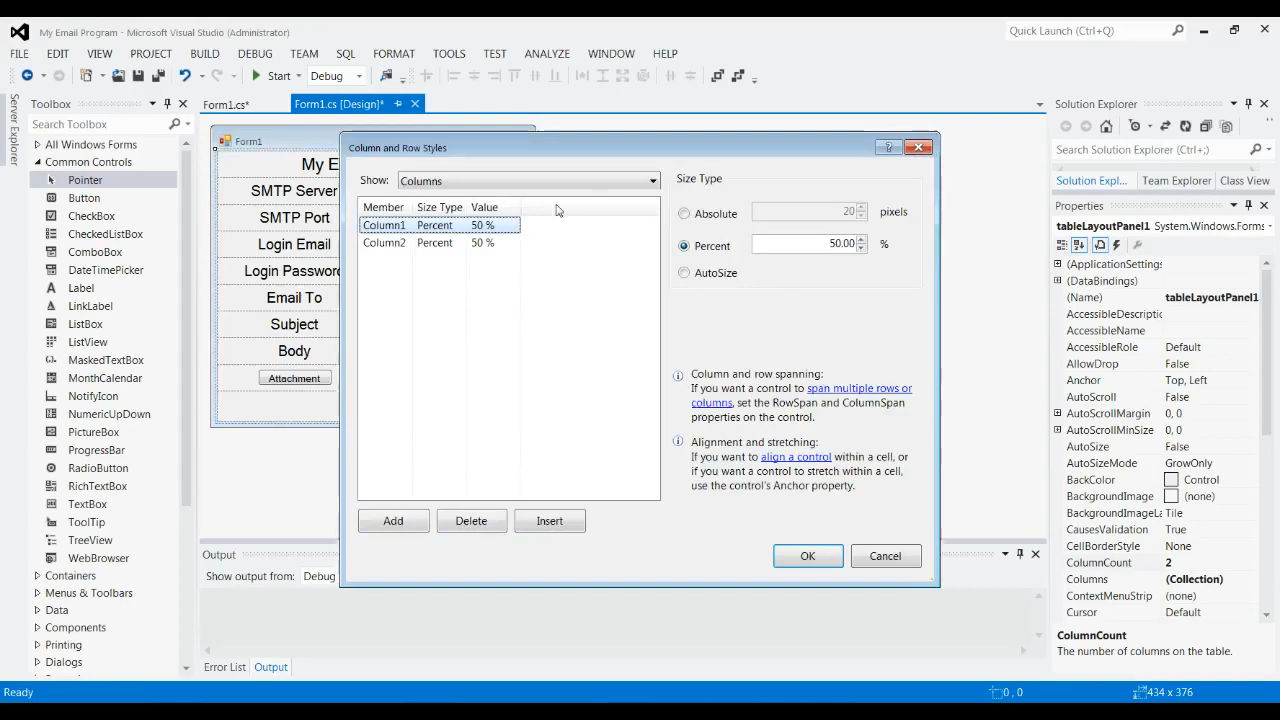 My Email Program - Microsoft Visual Studio (Administrator)
Quick Launch (Ctrl+Q)
FILE EDIT VIEW PROJECT BUILD DEBUG TEAM SQL FORMAT TOOLS TEST ANALYZE WINDOW HELP
Start Debug
Server Explorer
Toolbox
Search Toolbox
All Windows Forms
Common Controls
Pointer
Button
CheckBox
CheckedListBox
ComboBox
DateTimePicker
Label
LinkLabel
ListBox
ListView
MaskedTextBox
MonthCalendar
NotifyIcon
NumericUpDown
PictureBox
ProgressBar
RadioButton
RichTextBox
TextBox
ToolTip
TreeView
WebBrowser
Containers
Menus & Toolbars
Data
Components
Printing
Dialogs
Form1.cs* Form1.cs [Design]*
Form1
My E
SMTP Server
SMTP Port
Login Email
Login Password
Email To
Subject
Body
Attachment
Column and Row Styles
Show: Columns
Member Size Type Value
Column1 Percent 50 %
Column2 Percent 50 %
Add Delete Insert
Size Type
Absolute 20 pixels
Percent 50.00 %
AutoSize
Column and row spanning:
If you want a control to span multiple rows or
columns, set the RowSpan and ColumnSpan
properties on the control.
Alignment and stretching:
If you want to align a control within a cell, or
if you want a control to stretch within a cell,
use the control's Anchor property.
OK Cancel
Output
Show output from: Debug
Error List Output
Solution Explorer
Search Solution Explorer (Ctrl+;)
Solution Expl... Team Explorer Class View
Properties
tableLayoutPanel1 System.Windows.Forms
(ApplicationSettings
(DataBindings)
(Name) tableLayoutPanel1
AccessibleDescriptic
AccessibleName
AccessibleRole Default
AllowDrop False
Anchor Top, Left
AutoScroll False
AutoScrollMargin 0, 0
AutoScrollMinSize 0, 0
AutoSize False
AutoSizeMode GrowOnly
BackColor Control
BackgroundImage (none)
BackgroundImageLa Tile
CausesValidation True
CellBorderStyle None
ColumnCount 2
Columns (Collection)
ContextMenuStrip (none)
Cursor Default
ColumnCount
The number of columns on the table.
Ready 0 , 0 434 x 376